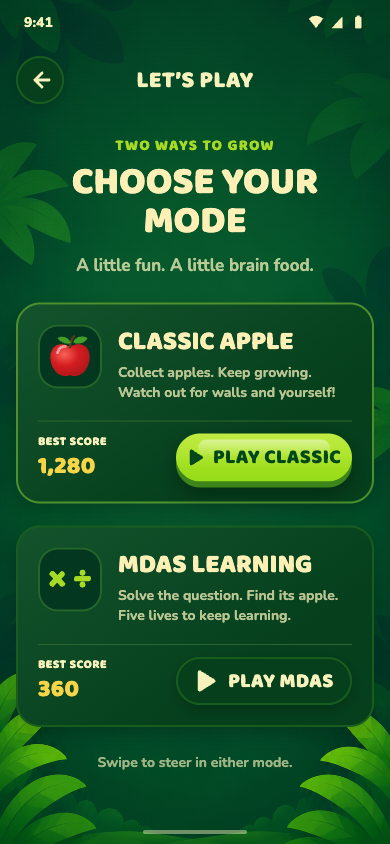 9:41
LET'S PLAY
TWO WAYS TO GROW
CHOOSE YOUR
MODE
A little fun. A little brain food.
CLASSIC APPLE
Collect apples. Keep growing.
Watch out for walls and yourself!
BEST SCORE
1,280
PLAY CLASSIC
× ÷
MDAS LEARNING
Solve the question. Find its apple.
Five lives to keep learning.
BEST SCORE
360
PLAY MDAS
Swipe to steer in either mode.